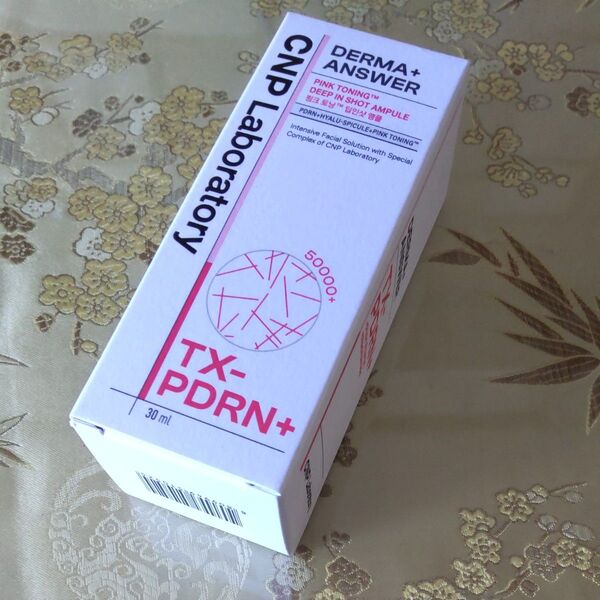 CNP Laboratory
DERMA+
ANSWER
PINK TONING™
DEEP IN SHOT AMPULE
핑크 토닝™ 딥인샷 앰플
PDRN+HYALU-SPICULE+PINK TONING™
Intensive Facial Solution with Special
Complex of CNP Laboratory
50000+
TX-
PDRN+
30 ml